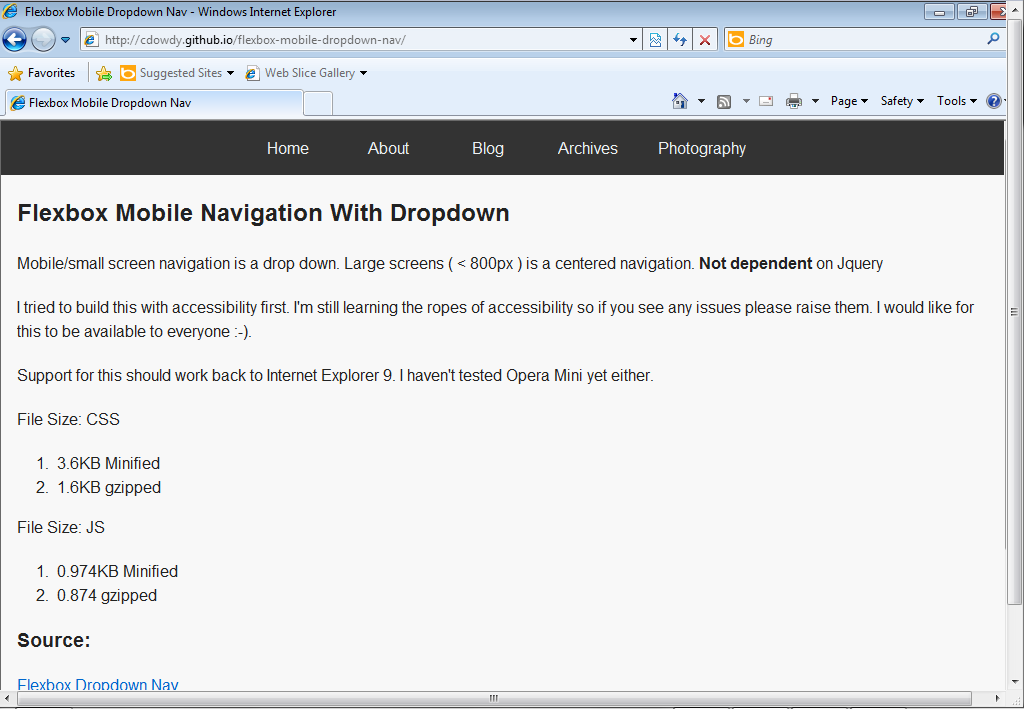 Flexbox Mobile Dropdown Nav - Windows Internet Explorer
http://cdowdy.github.io/flexbox-mobile-dropdown-nav/
Bing
Favorites Suggested Sites Web Slice Gallery
Flexbox Mobile Dropdown Nav
Page Safety Tools
Home About Blog Archives Photography
Flexbox Mobile Navigation With Dropdown
Mobile/small screen navigation is a drop down. Large screens ( < 800px ) is a centered navigation. Not dependent on Jquery
I tried to build this with accessibility first. I'm still learning the ropes of accessibility so if you see any issues please raise them. I would like for
this to be available to everyone :-).
Support for this should work back to Internet Explorer 9. I haven't tested Opera Mini yet either.
File Size: CSS
1. 3.6KB Minified
2. 1.6KB gzipped
File Size: JS
1. 0.974KB Minified
2. 0.874 gzipped
Source:
Flexbox Dropdown Nav